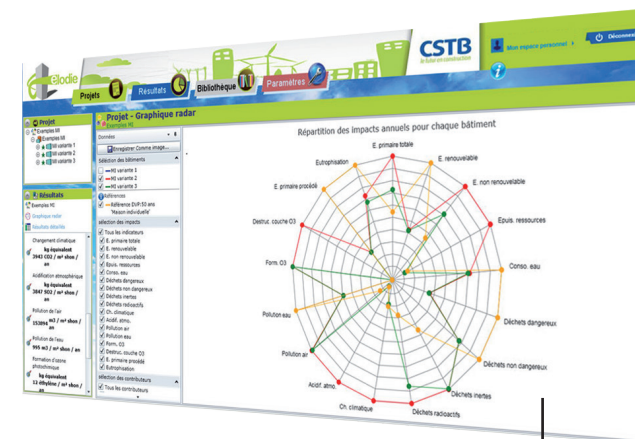 elodie
CSTB
le futur en construction
Mon espace personnel
Déconnexi
Projets
Résultats
Bibliothèque
Paramètres
Projet
Exemples MI
Exemples MI
MI variante 1
MI variante 2
MI variante 3
Résultats
Exemples MI
Graphique radar
Résultats détaillés
Changement climatique
kg équivalent
3943 CO2 / m² shon /
an
Acidification atmosphérique
kg équivalent
3847 SO2 / m² shon /
an
Pollution de l'air
152894 m3 / m² shon /
an
Pollution de l'eau
995 m3 / m² shon / an
Formation d'ozone
photochimique
kg équivalent
13 éthylène / m² shon /
an
Projet - Graphique radar
Exemples MI
Données
Enregistrer Comme image...
Sélection des bâtiments
MI variante 1
MI variante 2
MI variante 3
Références
Référence DVP:50 ans
"Maison individuelle"
sélection des impacts
Tous les indicateurs
E. primaire totale
E. renouvelable
E. non renouvelable
Epuis. ressources
Conso. eau
Déchets dangereux
Déchets non dangereux
Déchets inertes
Déchets radioactifs
Ch. climatique
Acidif. atmo.
Pollution air
Pollution eau
Form. O3
Destruc. couche O3
E. primaire procédé
Eutrophisation
sélection des contributeurs
Tous les contributeurs
Répartition des impacts annuels pour chaque bâtiment
E. primaire totale
E. renouvelable
E. non renouvelable
Epuis. ressources
Conso. eau
Déchets dangereux
Déchets non dangereux
Déchets inertes
Déchets radioactifs
Ch. climatique
Acidif. atmo.
Pollution air
Pollution eau
Form. O3
Destruc. couche O3
E. primaire procédé
Eutrophisation